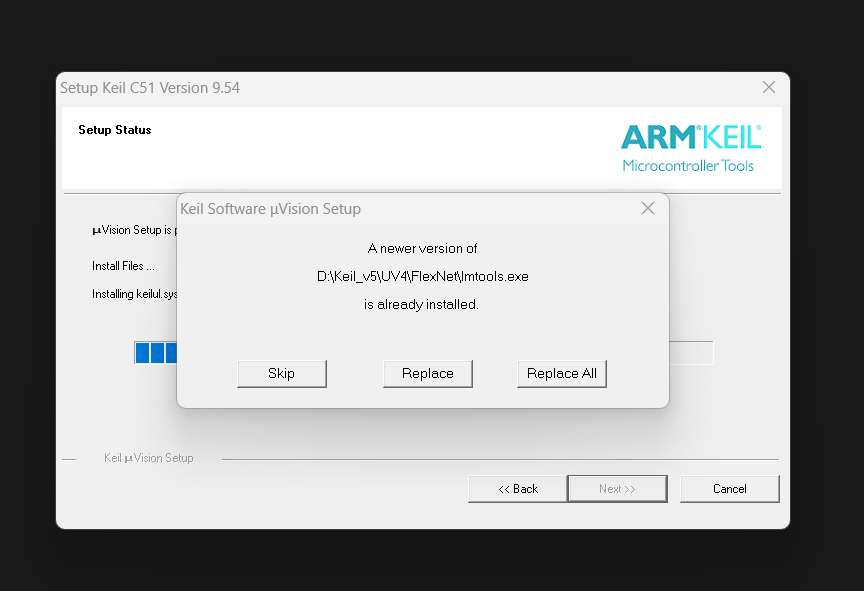 Setup Keil C51 Version 9.54
Setup Status
ARM®KEIL®
Microcontroller Tools
µVision Setup is
Install Files ...
Installing keilul.sys
Keil Software µVision Setup
A newer version of
D:\Keil_v5\UV4\FlexNet\lmtools.exe
is already installed.
Skip
Replace
Replace All
Keil µVision Setup
<< Back
Next >>
Cancel